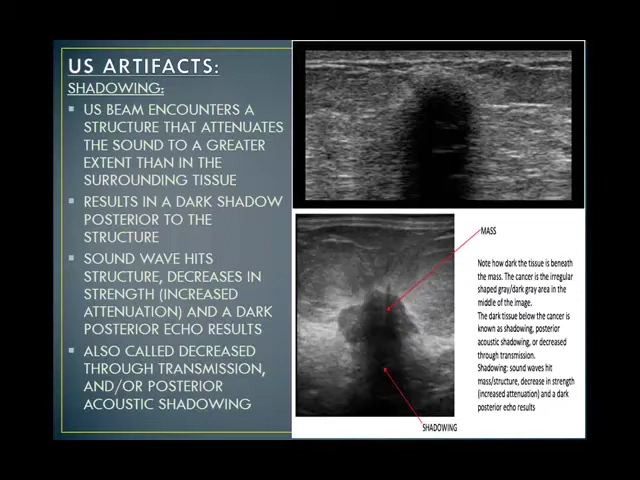 US ARTIFACTS:
SHADOWING:
US BEAM ENCOUNTERS A
STRUCTURE THAT ATTENUATES
THE SOUND TO A GREATER
EXTENT THAN IN THE
SURROUNDING TISSUE
RESULTS IN A DARK SHADOW
POSTERIOR TO THE
STRUCTURE
SOUND WAVE HITS
STRUCTURE, DECREASES IN
STRENGTH (INCREASED
ATTENUATION) AND A DARK
POSTERIOR ECHO RESULTS
ALSO CALLED DECREASED
THROUGH TRANSMISSION,
AND/OR POSTERIOR
ACOUSTIC SHADOWING
MASS
Note how dark the tissue is beneath
the mass. The cancer is the irregular
shaped gray/dark gray area in the
middle of the image.
The dark tissue below the cancer is
known as shadowing, posterior
acoustic shadowing, or decreased
through transmission.
Shadowing: sound waves hit
mass/structure, decrease in strength
(increased attenuation) and a dark
posterior echo results
SHADOWING